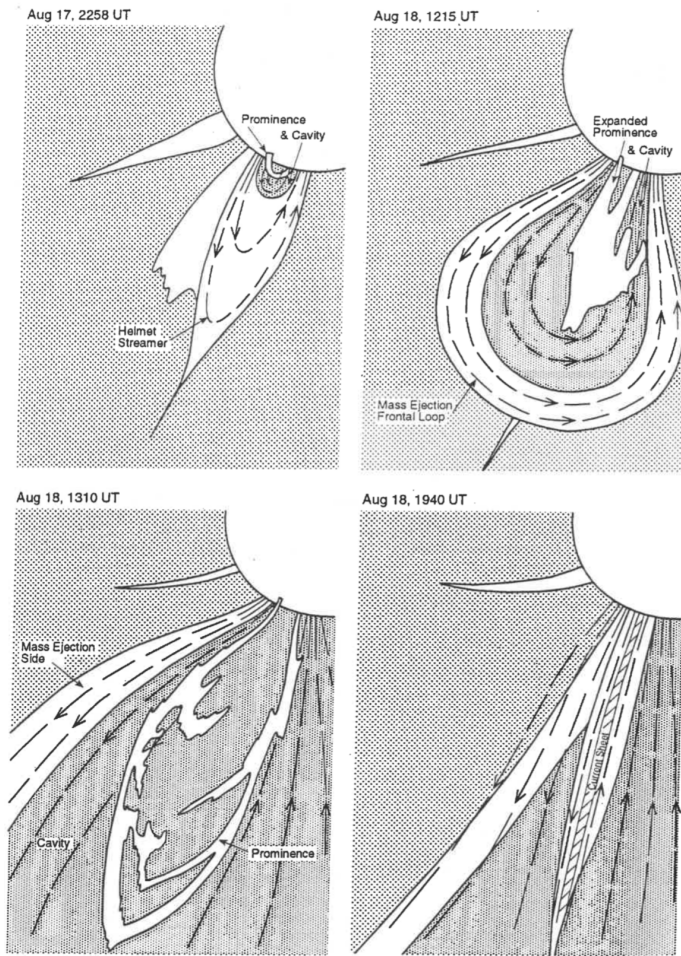 Aug 17, 2258 UT
Prominence
& Cavity
Helmet
Streamer
Aug 18, 1215 UT
Expanded
Prominence
& Cavity
Mass Ejection
Frontal Loop
Aug 18, 1310 UT
Mass Ejection
Side
Cavity
Prominence
Aug 18, 1940 UT
Current Sheet